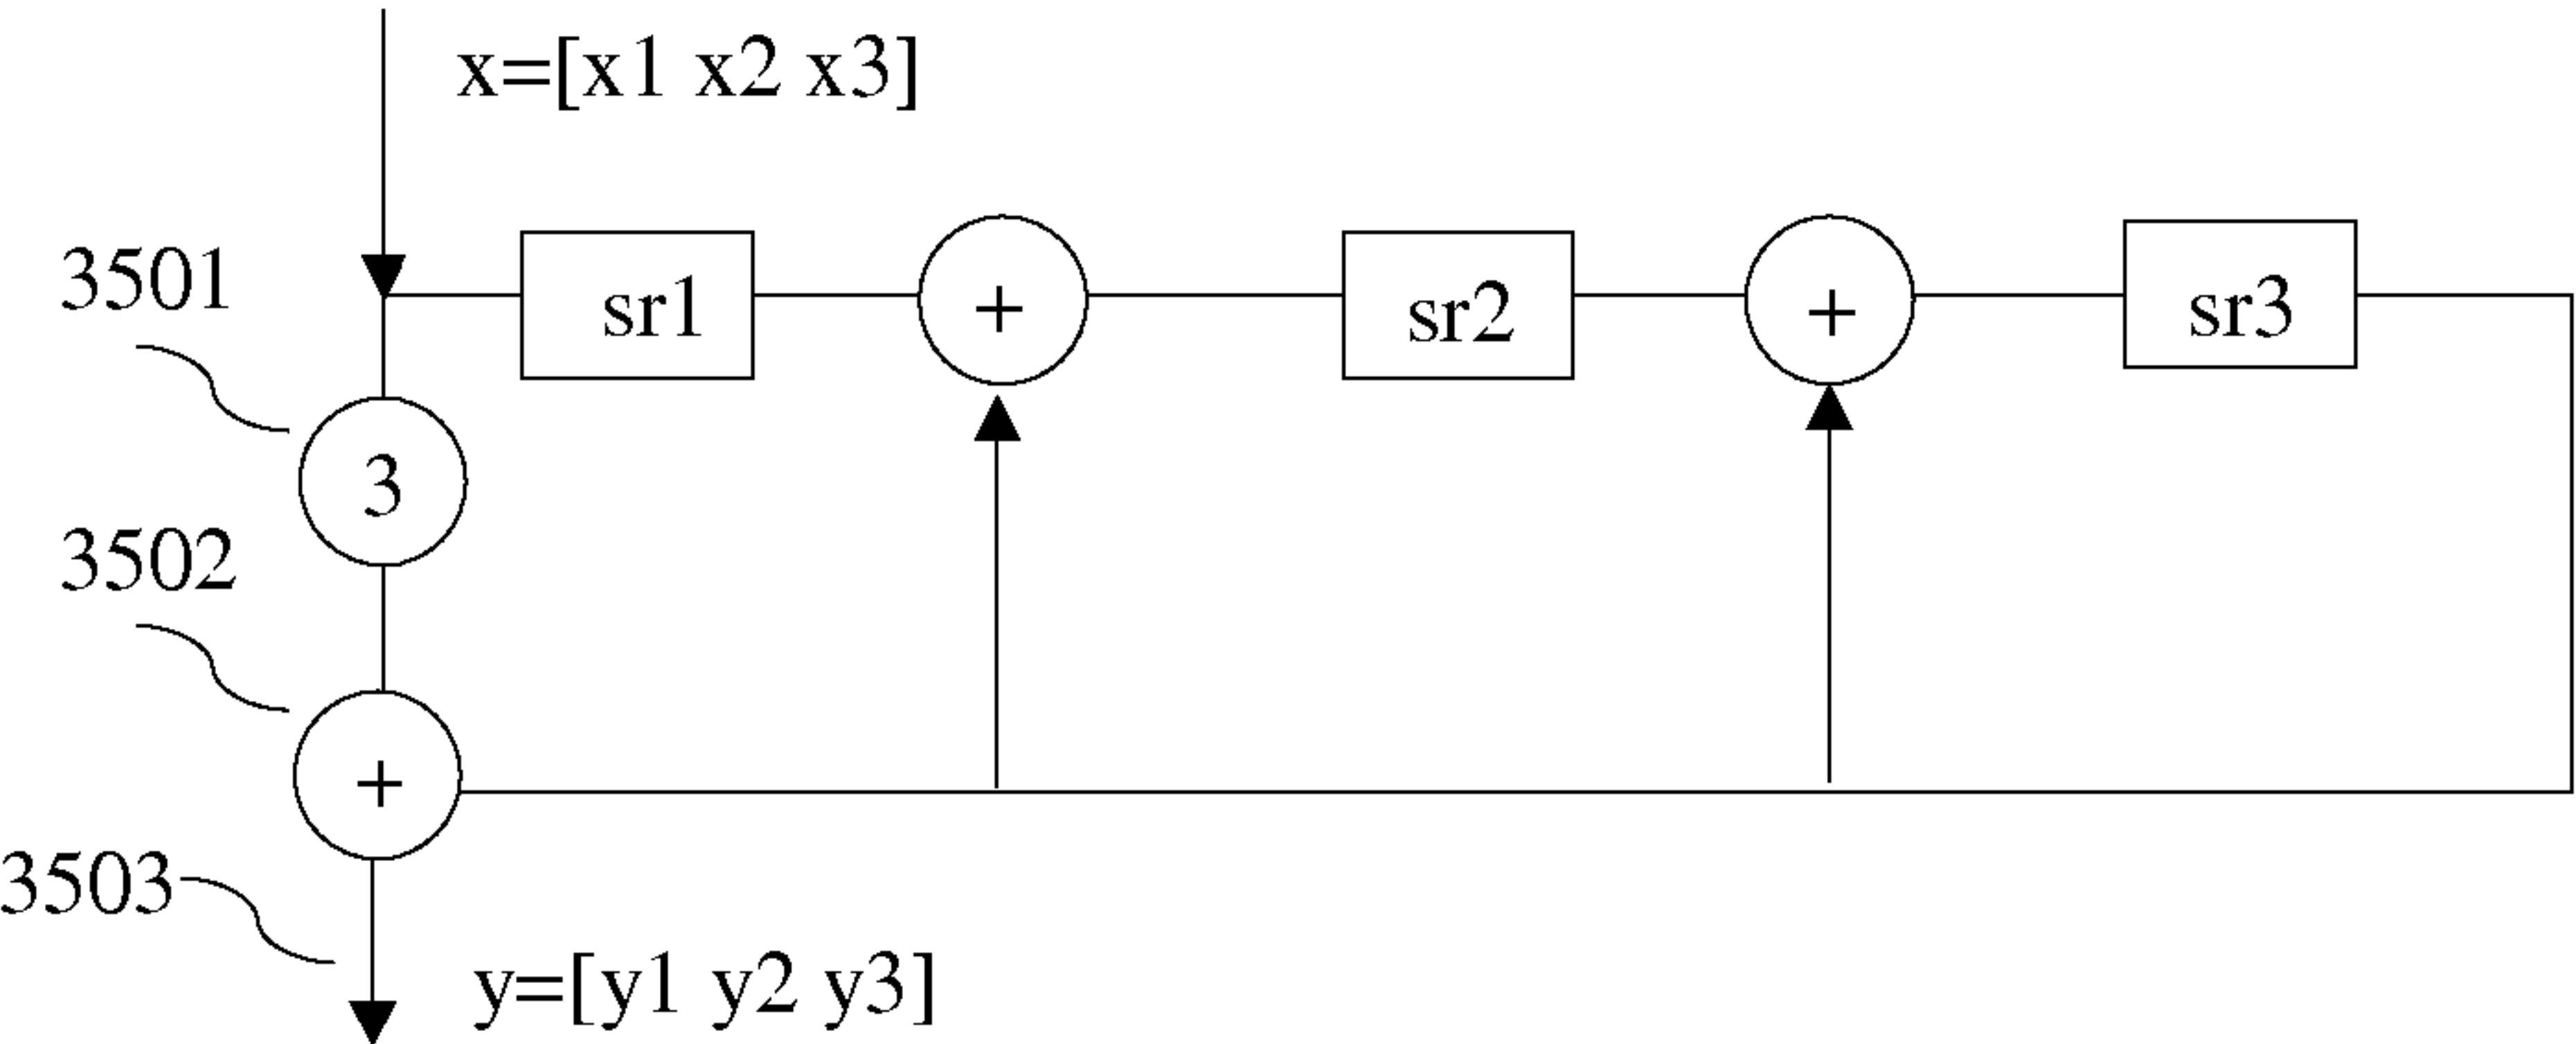 x=[x1 x2 x3]
3501
sr1
+
sr2
+
sr3
3
3502
+
3503
y=[y1 y2 y3]